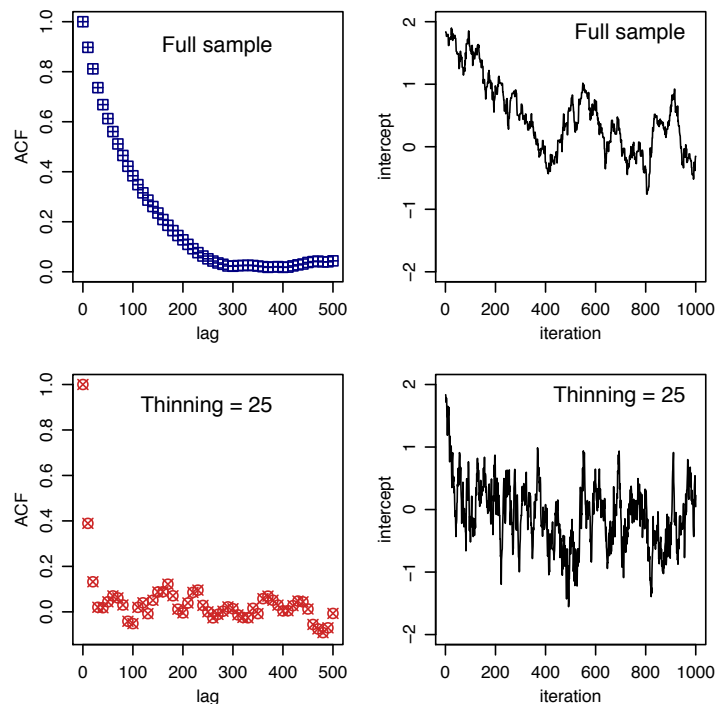 Full sample
ACF
0.0 0.2 0.4 0.6 0.8 1.0
0 100 200 300 400 500
lag
Full sample
intercept
−2 −1 0 1 2
0 200 400 600 800 1000
iteration
Thinning = 25
ACF
0.0 0.2 0.4 0.6 0.8 1.0
0 100 200 300 400 500
lag
Thinning = 25
intercept
−2 −1 0 1 2
0 200 400 600 800 1000
iteration